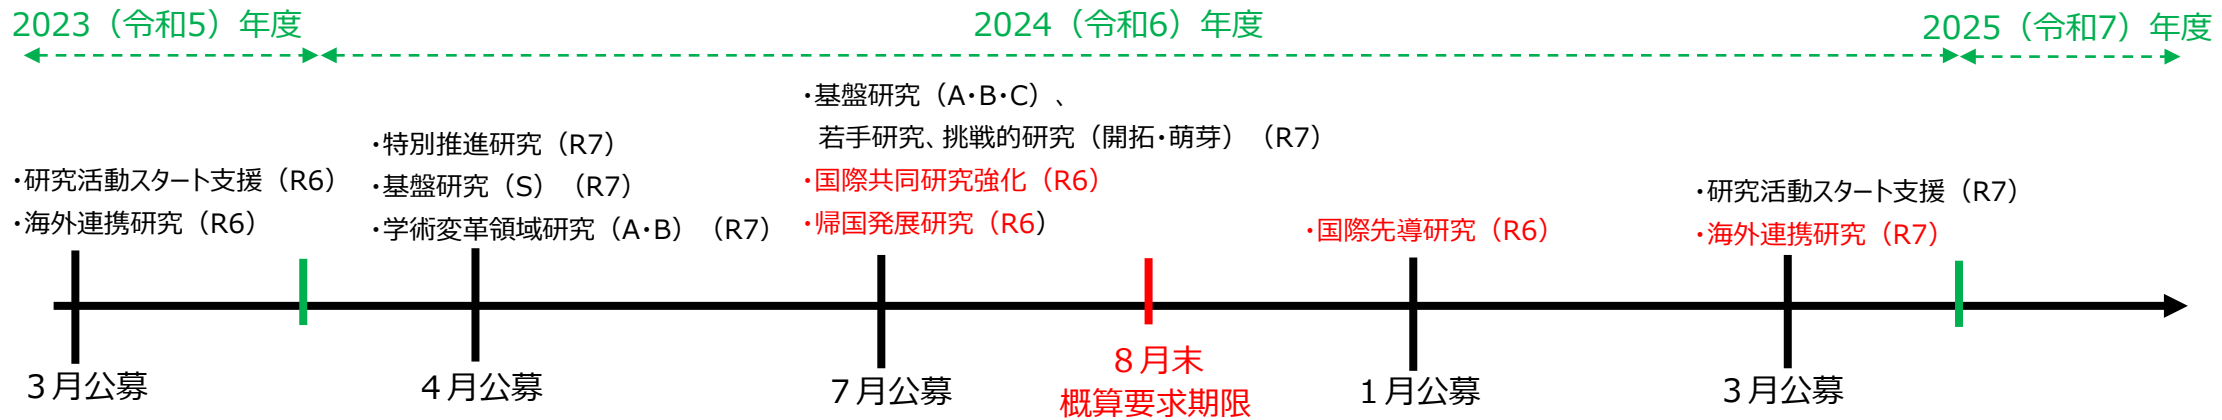 2023（令和5）年度
2024（令和6）年度
2025（令和7）年度
・研究活動スタート支援（R6）
・海外連携研究（R6）
・特別推進研究（R7）
・基盤研究（S）（R7）
・学術変革領域研究（A・B）（R7）
・基盤研究（A・B・C）、
若手研究、挑戦的研究（開拓・萌芽）（R7）
・国際共同研究強化（R6）
・帰国発展研究（R6）
・国際先導研究（R6）
・研究活動スタート支援（R7）
・海外連携研究（R7）
３月公募
４月公募
７月公募
８月末
概算要求期限
１月公募
３月公募